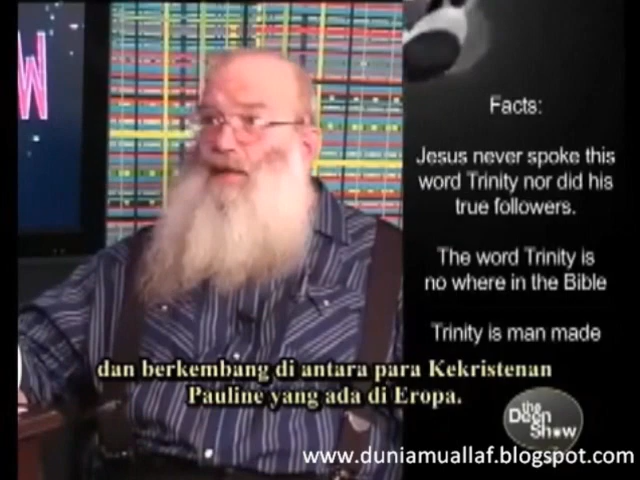 W
Facts:
Jesus never spoke this
word Trinity nor did his
true followers.
The word Trinity is
no where in the Bible
Trinity is man made
dan berkembang di antara para Kekristenan
Pauline yang ada di Eropa.
the
Deen
Show
www.duniamuallaf.blogspot.com